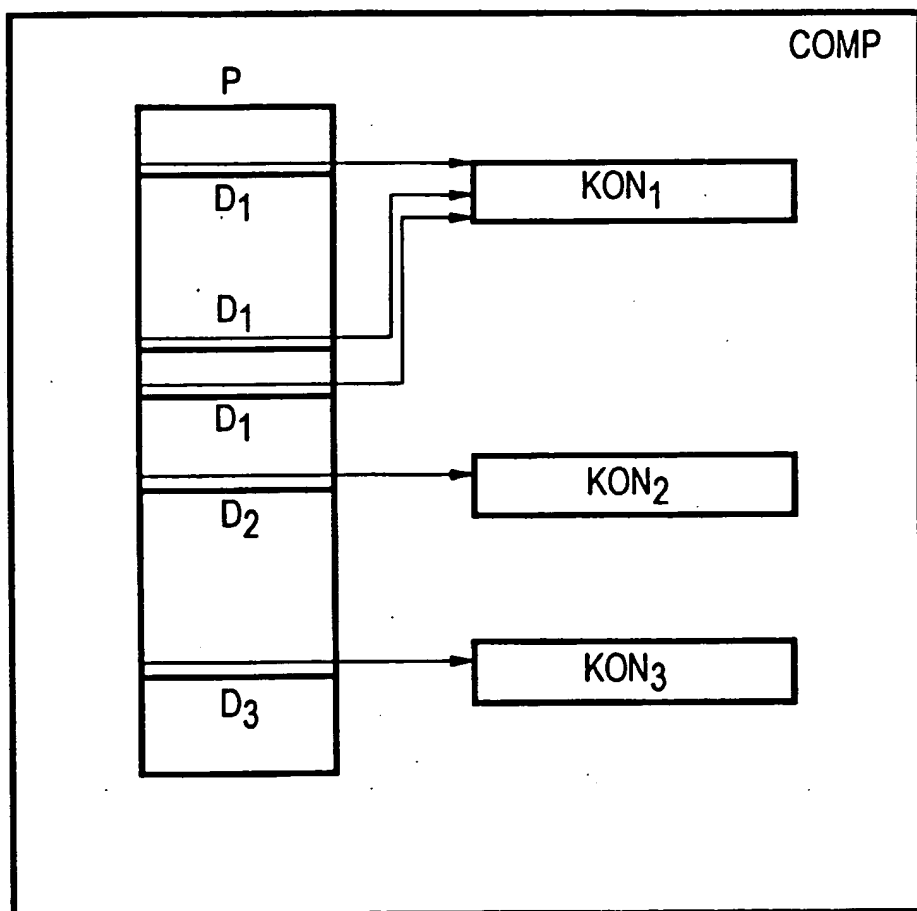 COMP
P
D₁
KON₁
D₁
D₁
D₂
KON₂
D₃
KON₃